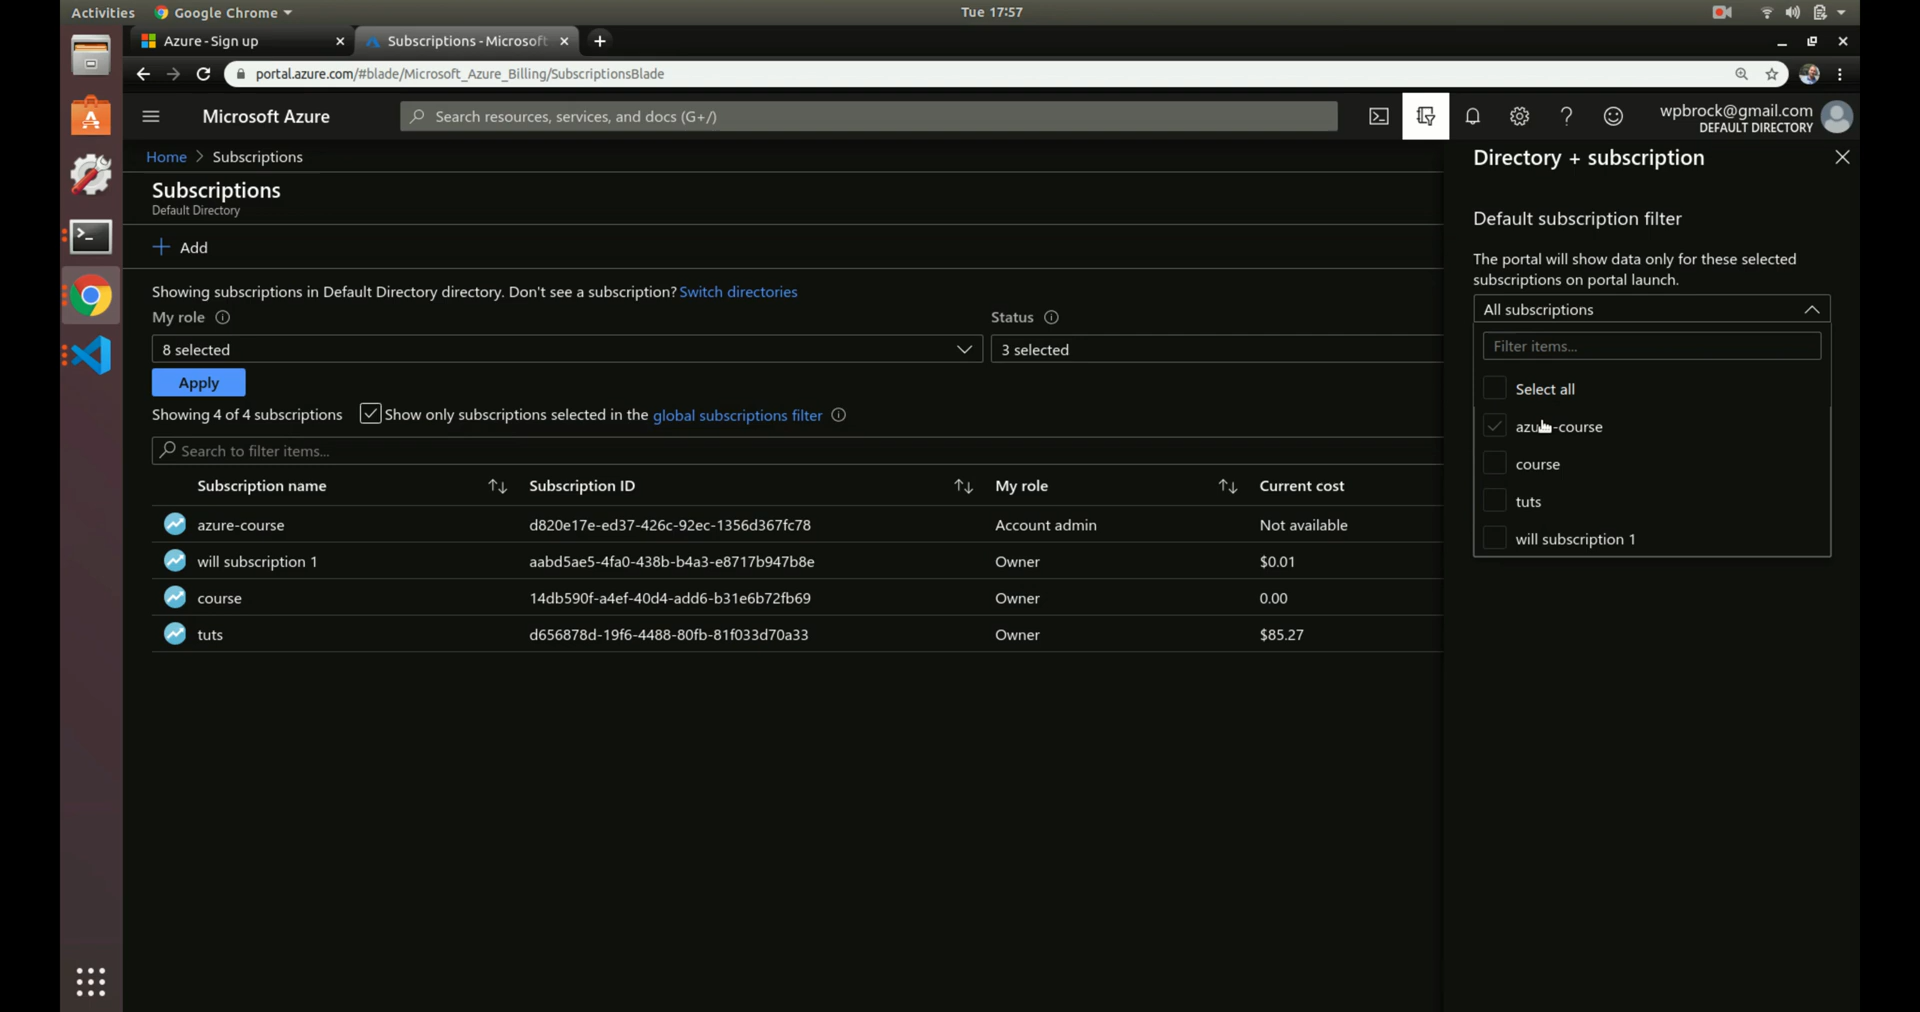 Activities
Google Chrome
Tue 17:57
Azure - Sign up
Subscriptions - Microsoft
portal.azure.com/#blade/Microsoft_Azure_Billing/SubscriptionsBlade
Microsoft Azure
Search resources, services, and docs (G+/)
wpbrock@gmail.com
DEFAULT DIRECTORY
Home > Subscriptions
Subscriptions
Default Directory
Add
Showing subscriptions in Default Directory directory. Don't see a subscription? Switch directories
My role
Status
8 selected
3 selected
Apply
Showing 4 of 4 subscriptions
Show only subscriptions selected in the global subscriptions filter
Search to filter items...
Subscription name
Subscription ID
My role
Current cost
azure-course
d820e17e-ed37-426c-92ec-1356d367fc78
Account admin
Not available
will subscription 1
aabd5ae5-4fa0-438b-b4a3-e8717b947b8e
Owner
$0.01
course
14db590f-a4ef-40d4-add6-b31e6b72fb69
Owner
0.00
tuts
d656878d-19f6-4488-80fb-81f033d70a33
Owner
$85.27
Directory + subscription
Default subscription filter
The portal will show data only for these selected
subscriptions on portal launch.
All subscriptions
Filter items...
Select all
azure-course
course
tuts
will subscription 1